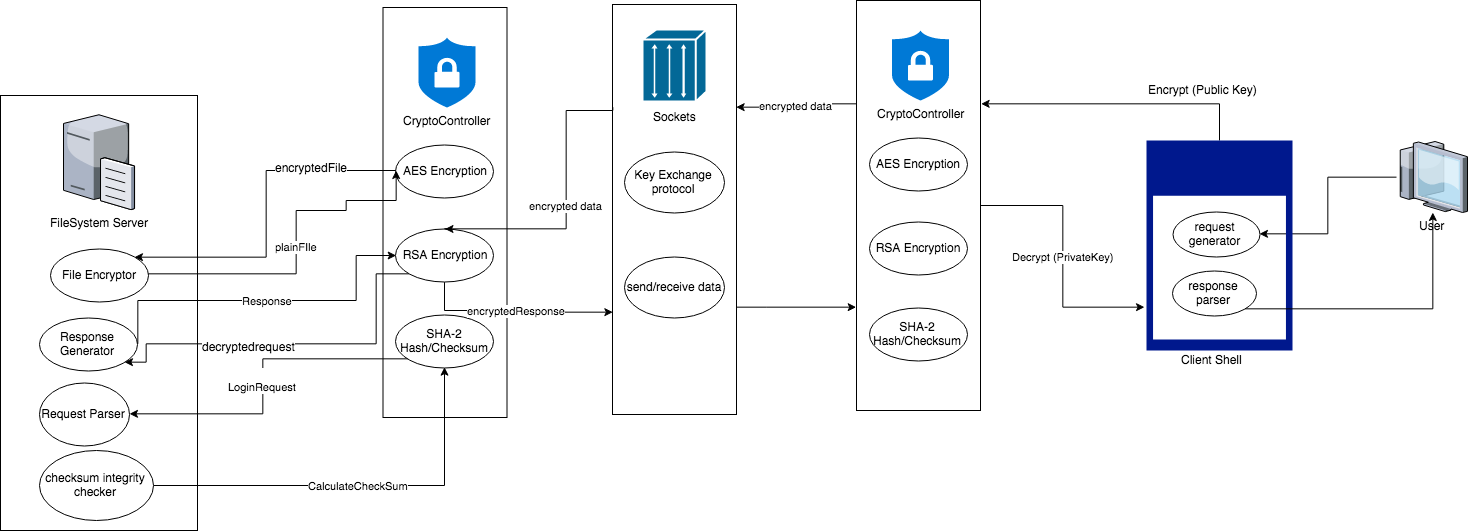 FileSystem Server
File Encryptor
Response
Generator
Request Parser
checksum integrity
checker
encryptedFile
plainFIle
Response
decryptedrequest
LoginRequest
CalculateCheckSum
CryptoController
AES Encryption
RSA Encryption
SHA-2
Hash/Checksum
encrypted data
encryptedResponse
Sockets
Key Exchange
protocol
send/receive data
encrypted data
CryptoController
AES Encryption
RSA Encryption
SHA-2
Hash/Checksum
Encrypt (Public Key)
Decrypt (PrivateKey)
request
generator
response
parser
Client Shell
User